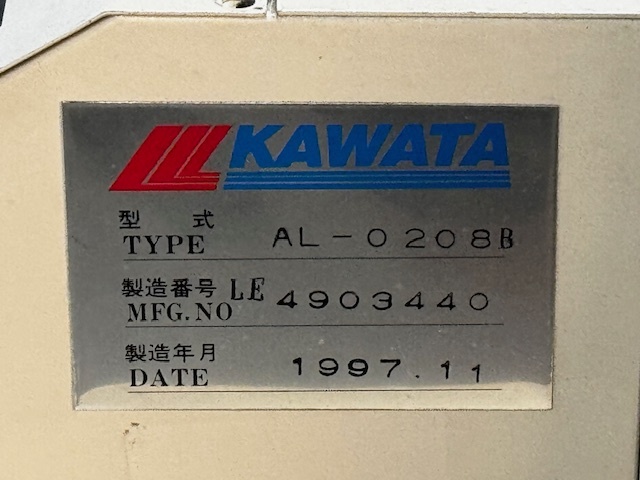 KAWATA
型 式
TYPE AL-0208B
製造番号 LE 4903440
MFG.NO
製造年月
DATE 1997.11